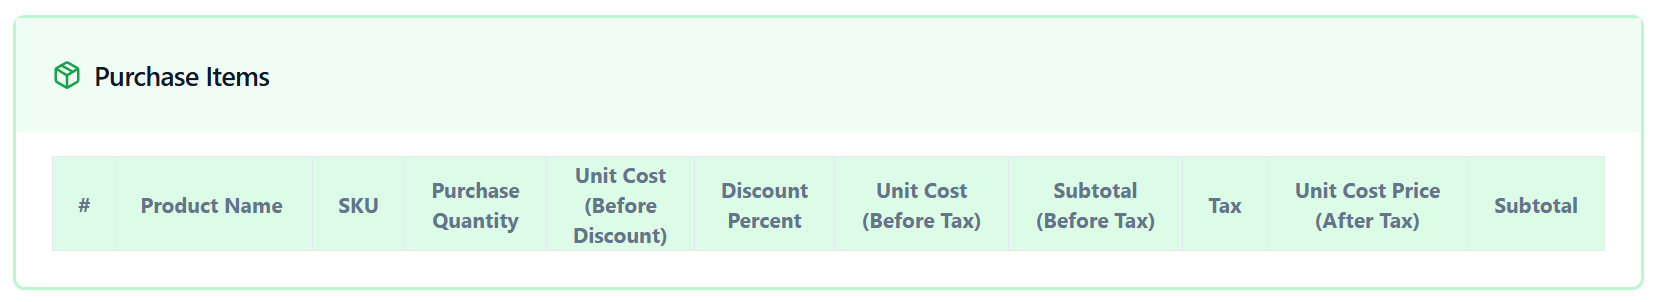 Purchase Items
#
Product Name
SKU
Purchase
Quantity
Unit Cost
(Before
Discount)
Discount
Percent
Unit Cost
(Before Tax)
Subtotal
(Before Tax)
Tax
Unit Cost Price
(After Tax)
Subtotal